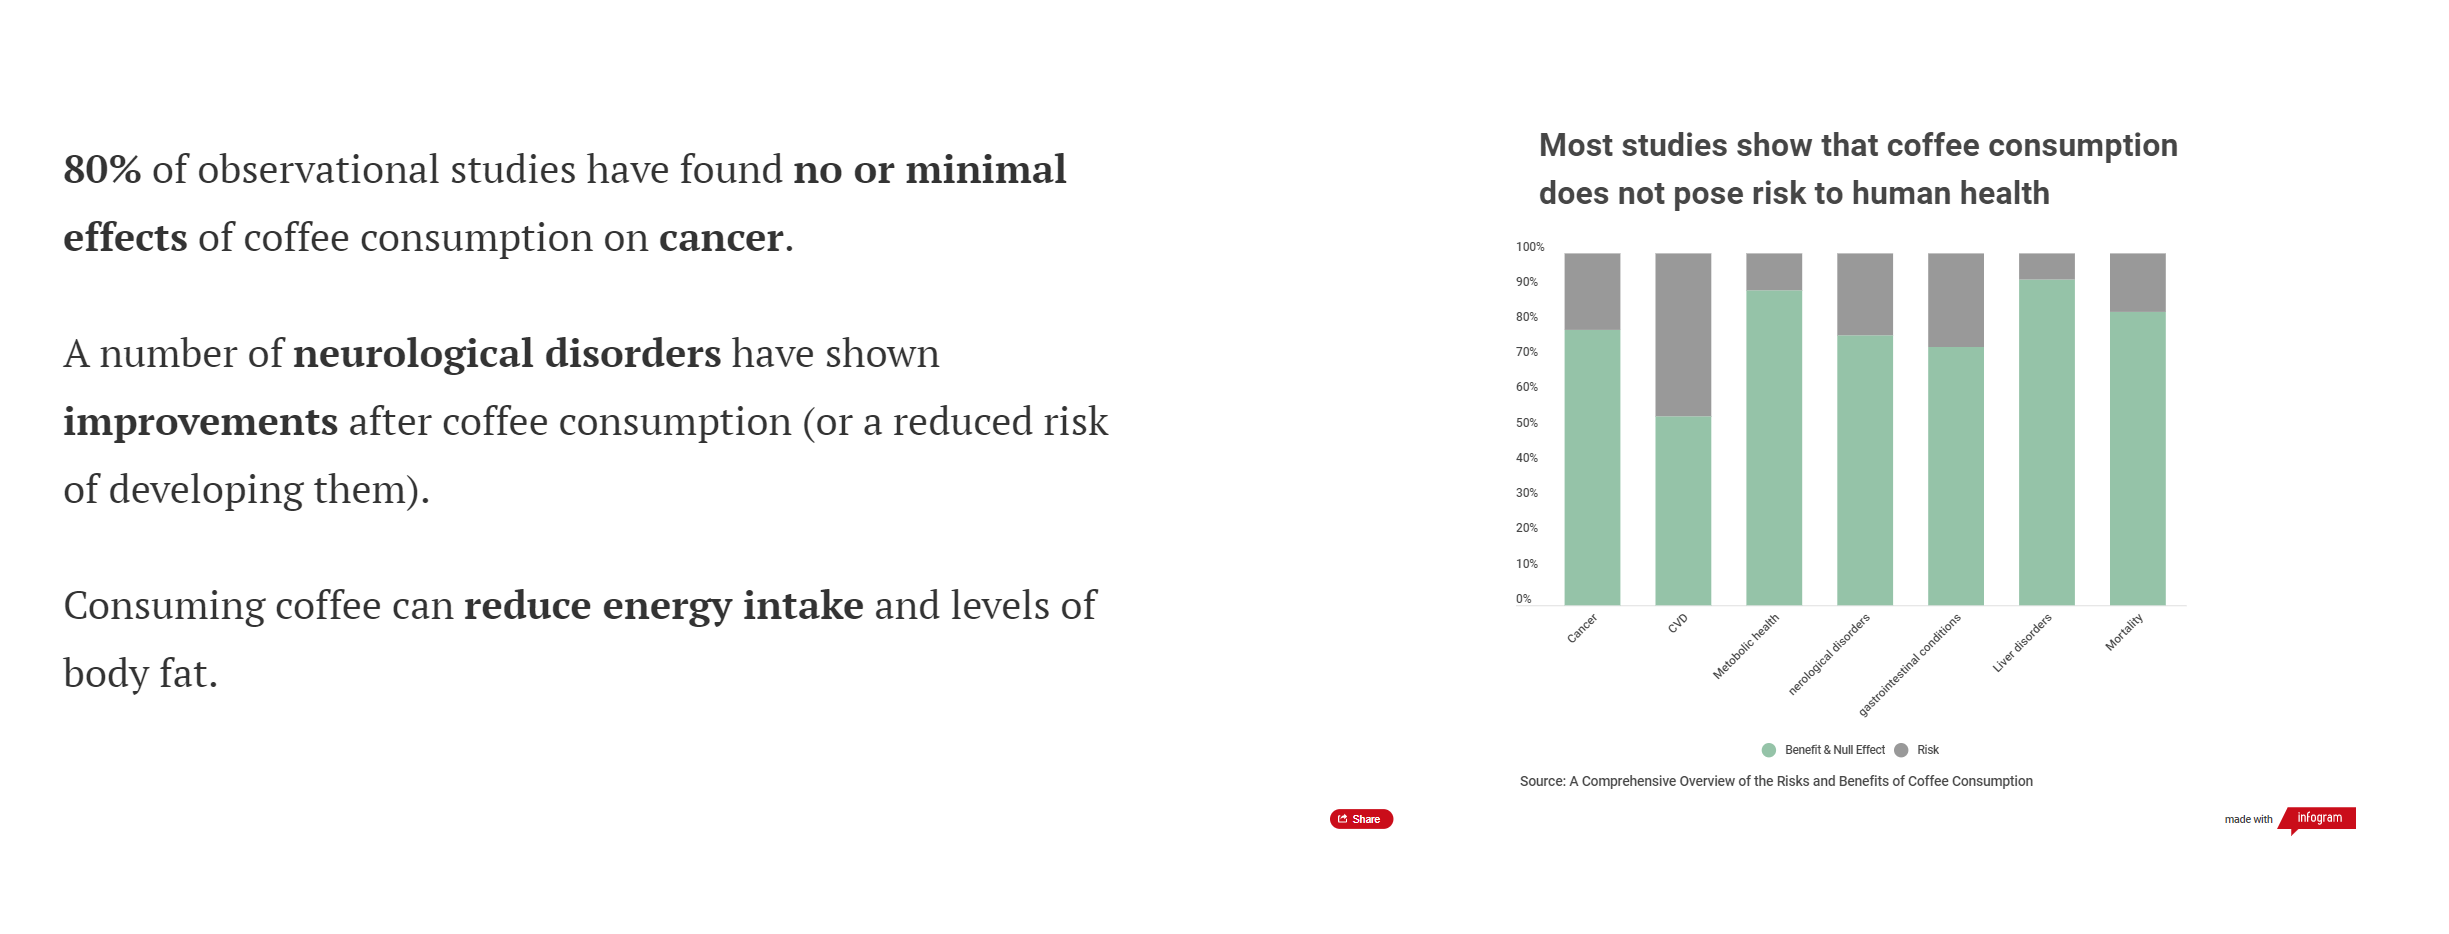 80% of observational studies have found no or minimal
effects of coffee consumption on cancer.
A number of neurological disorders have shown
improvements after coffee consumption (or a reduced risk
of developing them).
Consuming coffee can reduce energy intake and levels of
body fat.
Most studies show that coffee consumption
does not pose risk to human health
100%
90%
80%
70%
60%
50%
40%
30%
20%
10%
0%
Cancer
CVD
Metobolic health
nerological disorders
gastrointestinal conditions
Liver disorders
Mortality
Benefit & Null Effect
Risk
Source: A Comprehensive Overview of the Risks and Benefits of Coffee Consumption
Share
made with infogram